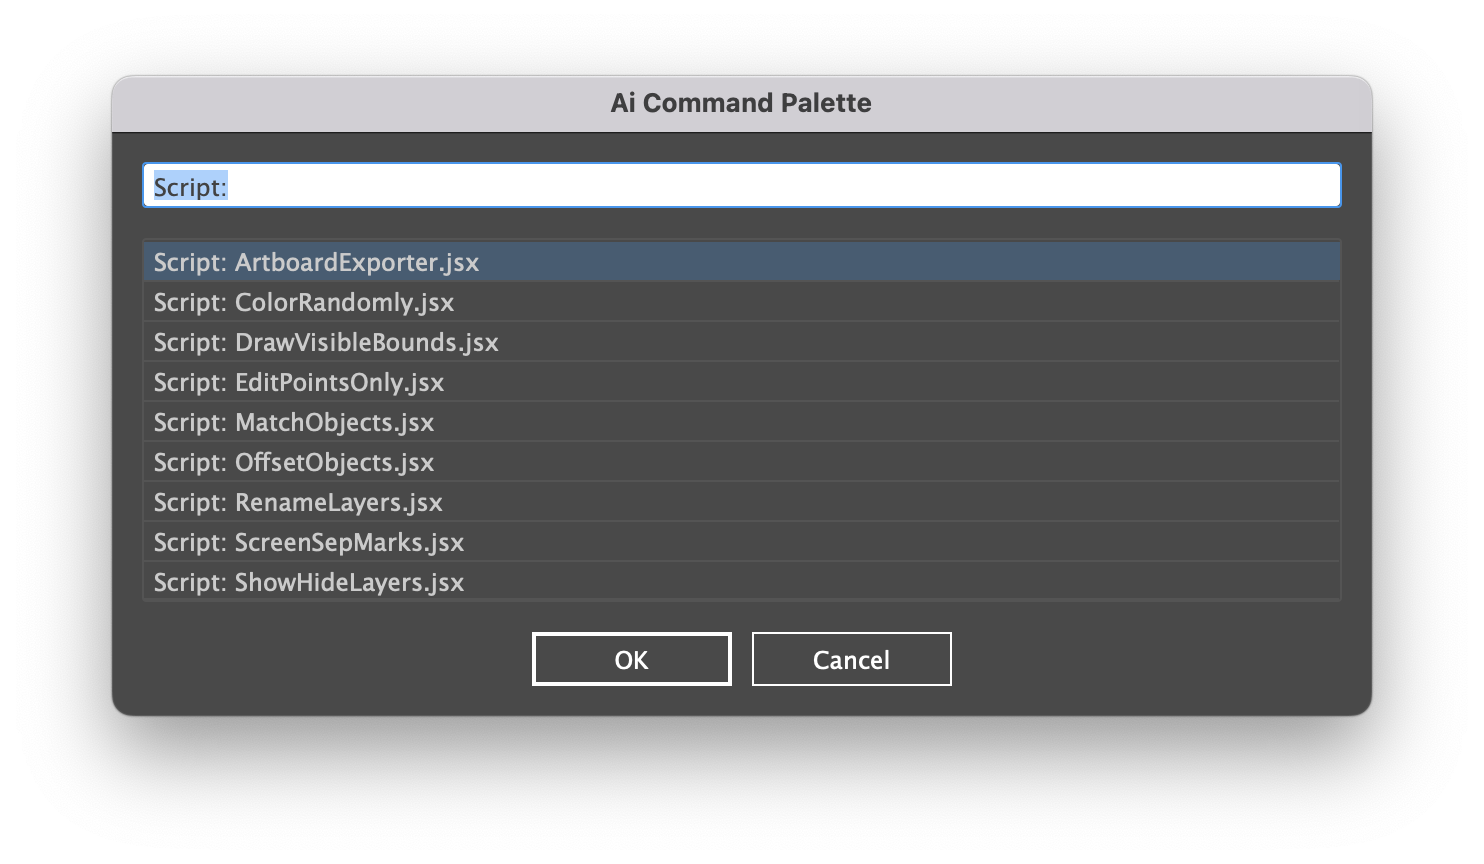 Ai Command Palette
Script:
Script: ArtboardExporter.jsx
Script: ColorRandomly.jsx
Script: DrawVisibleBounds.jsx
Script: EditPointsOnly.jsx
Script: MatchObjects.jsx
Script: OffsetObjects.jsx
Script: RenameLayers.jsx
Script: ScreenSepMarks.jsx
Script: ShowHideLayers.jsx
OK Cancel